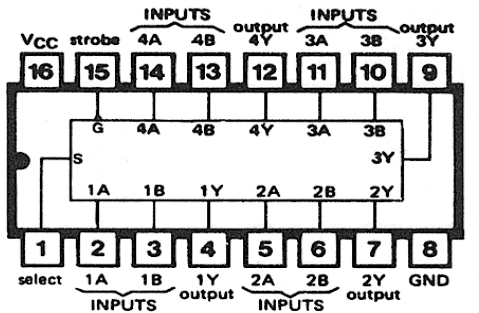 INPUTS INPUTS
4A 4B output 3A 3B output
VCC strobe 4Y 3Y
16 15 14 13 12 11 10 9
G 4A 4B 4Y 3A 3B
S 3Y
1A 1B 1Y 2A 2B 2Y
1 2 3 4 5 6 7 8
select 1A 1B 1Y 2A 2B 2Y GND
INPUTS output INPUTS output